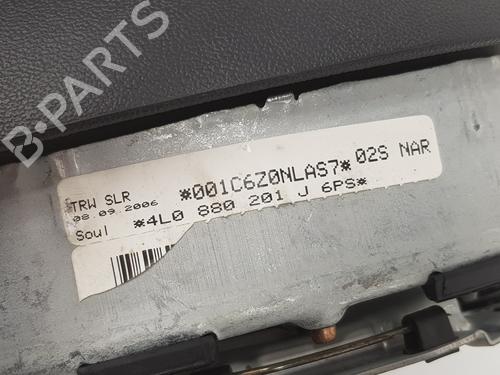 B-PARTS
TRW SLR
08.09.2006
Soul
*001C6Z0NLAS7* 02S NAR
*4L0 880 201 J 6PS*